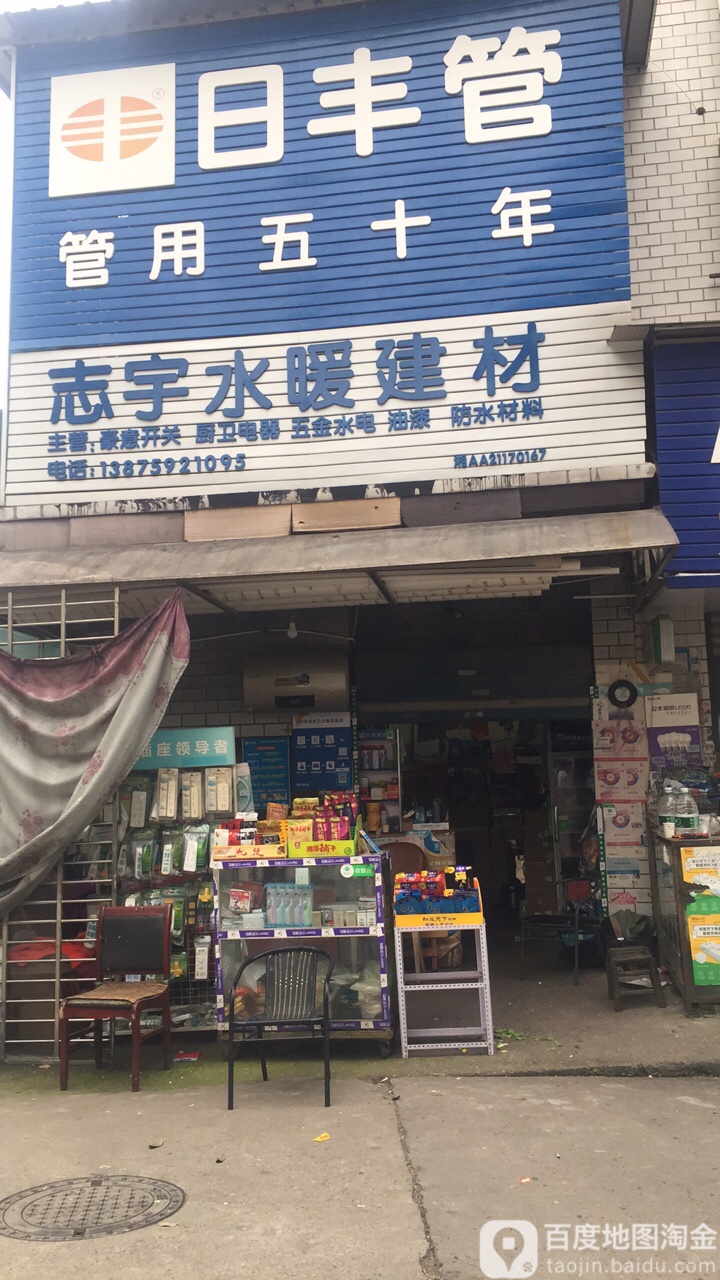 日丰管
®
管用五十年
志宇水暖建材
主营:豪意开关 厨卫电器 五金水电 油漆 防水材料
电话:13875921095 湘AA21170167
插座领导者
百度地图淘金
taojin.baidu.com